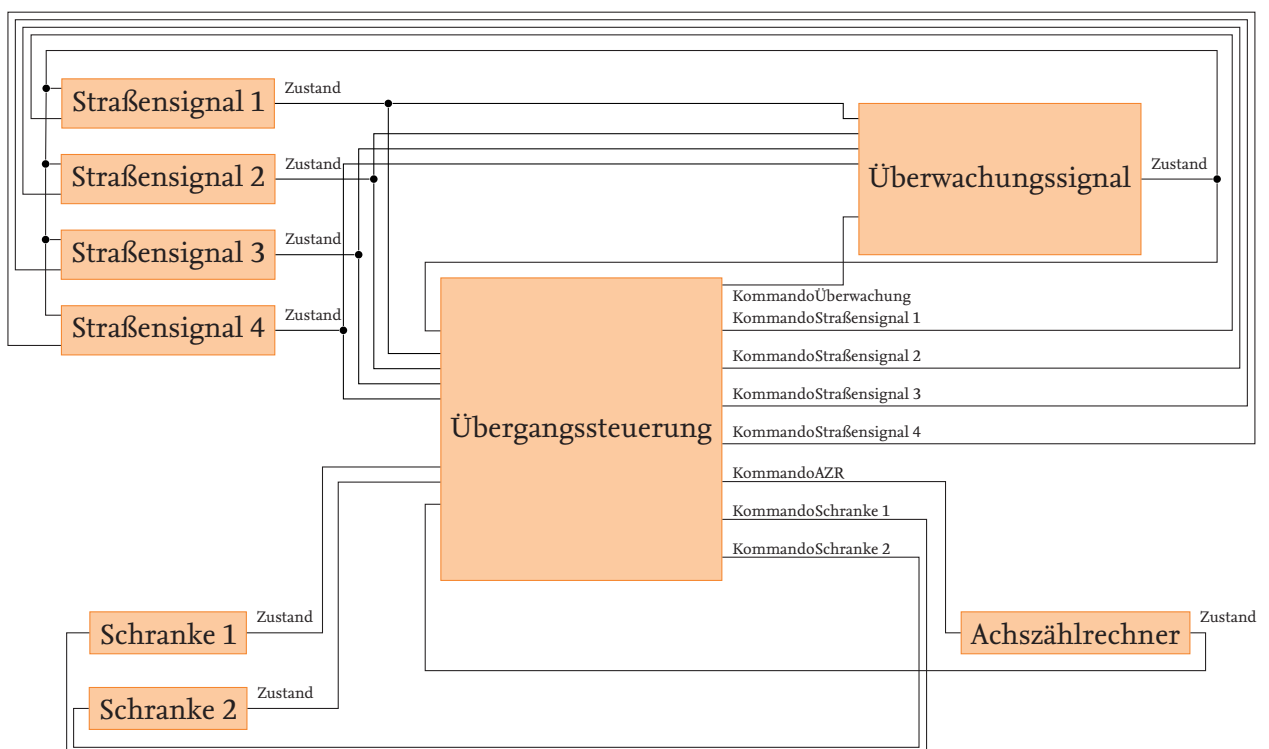 Zustand
Straßensignal 1
Zustand
Straßensignal 2
Zustand
Straßensignal 3
Zustand
Straßensignal 4
Überwachungssignal
Zustand
Übergangssteuerung
KommandoÜberwachung
KommandoStraßensignal 1
KommandoStraßensignal 2
KommandoStraßensignal 3
KommandoStraßensignal 4
KommandoAZR
KommandoSchranke 1
KommandoSchranke 2
Zustand
Schranke 1
Zustand
Schranke 2
Achszählrechner
Zustand